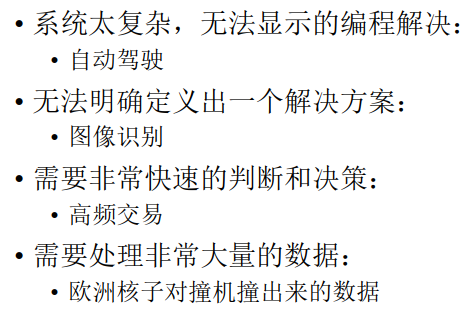 • 系统太复杂，无法显示的编程解决：
• 自动驾驶
• 无法明确定义出一个解决方案：
• 图像识别
• 需要非常快速的判断和决策：
• 高频交易
• 需要处理非常大量的数据：
• 欧洲核子对撞机撞出来的数据